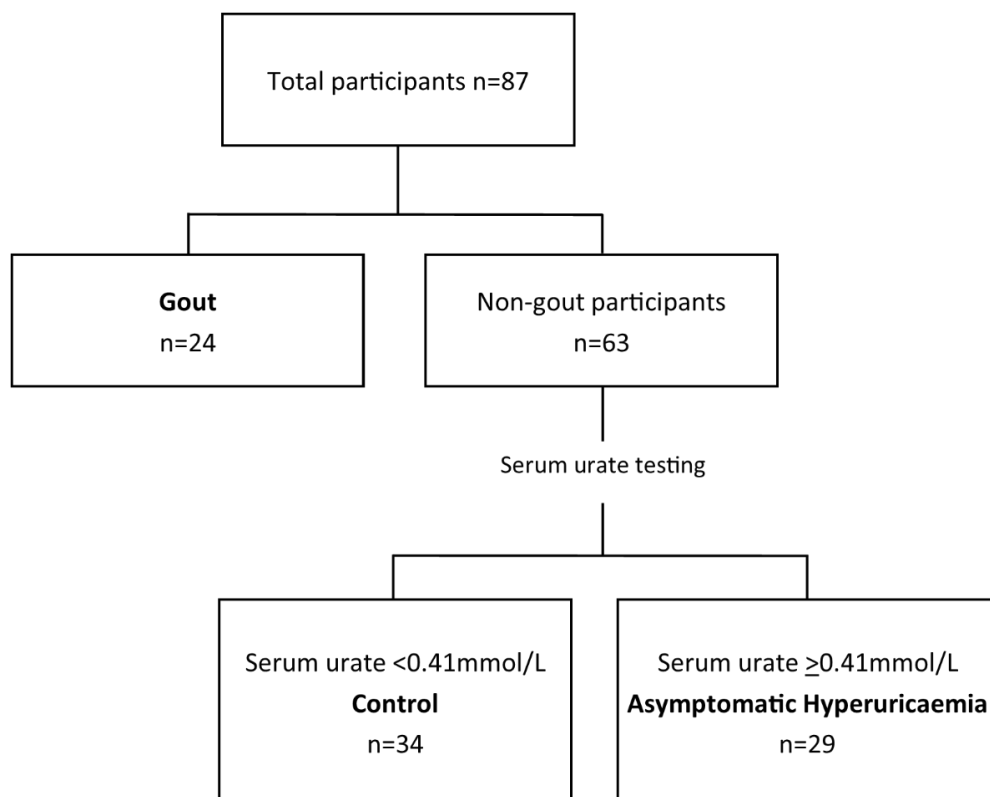 Total participants n=87
Gout
n=24
Non-gout participants
n=63
Serum urate testing
Serum urate <0.41mmol/L
Control
n=34
Serum urate ≥0.41mmol/L
Asymptomatic Hyperuricaemia
n=29